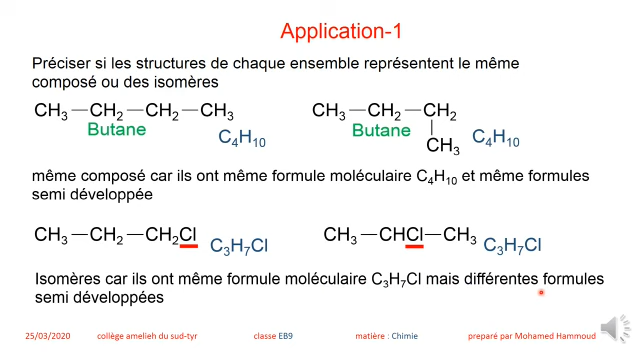 Application-1
Préciser si les structures de chaque ensemble représentent le même
composé ou des isomères
CH₃ — CH₂ — CH₂ — CH₃
Butane
C₄H₁₀
CH₃ — CH₂ — CH₂
|
CH₃
Butane
C₄H₁₀
même composé car ils ont même formule moléculaire C₄H₁₀ et même formules
semi développée
CH₃ — CH₂ — CH₂Cl
C₃H₇Cl
CH₃ — CHCl — CH₃
C₃H₇Cl
Isomères car ils ont même formule moléculaire C₃H₇Cl mais différentes formules
semi développées
25/03/2020 collège amelieh du sud-tyr classe EB9 matière : Chimie preparé par Mohamed Hammoud